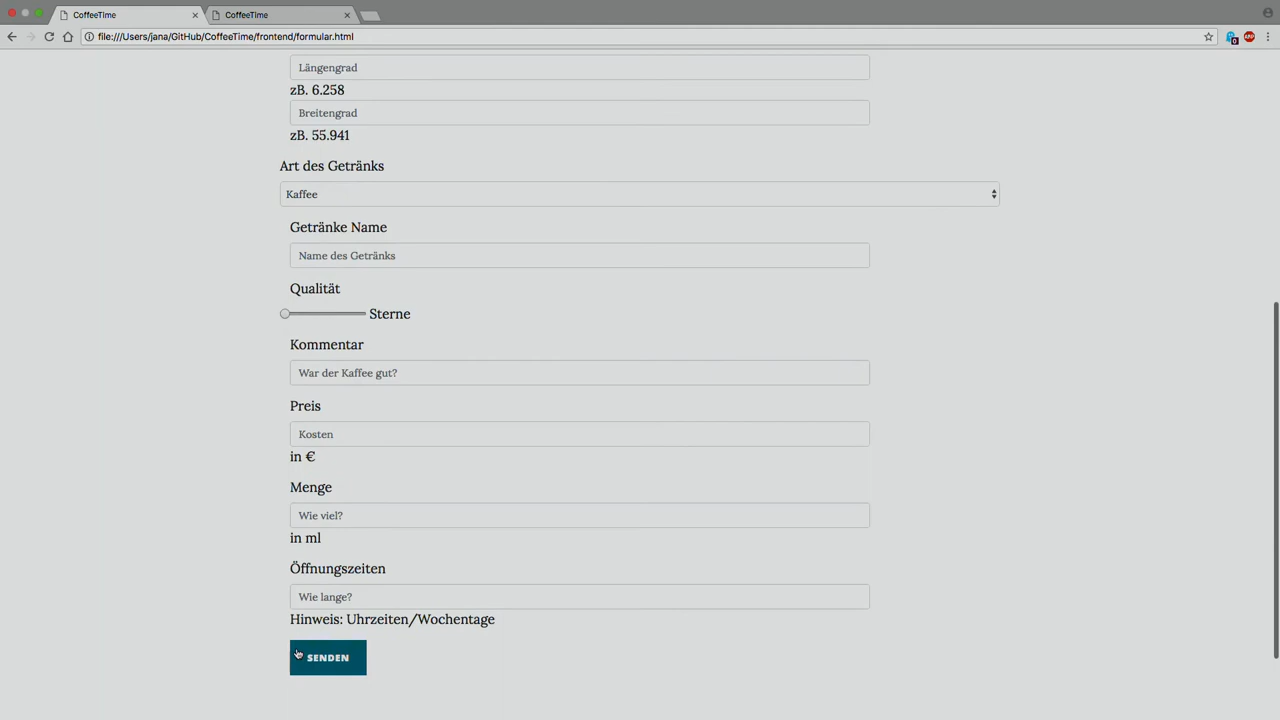 CoffeeTime
CoffeeTime
file:///Users/jana/GitHub/CoffeeTime/frontend/formular.html
0
ABP
Längengrad
zB. 6.258
Breitengrad
zB. 55.941
Art des Getränks
Kaffee
Getränke Name
Name des Getränks
Qualität
Sterne
Kommentar
War der Kaffee gut?
Preis
Kosten
in €
Menge
Wie viel?
in ml
Öffnungszeiten
Wie lange?
Hinweis: Uhrzeiten/Wochentage
SENDEN